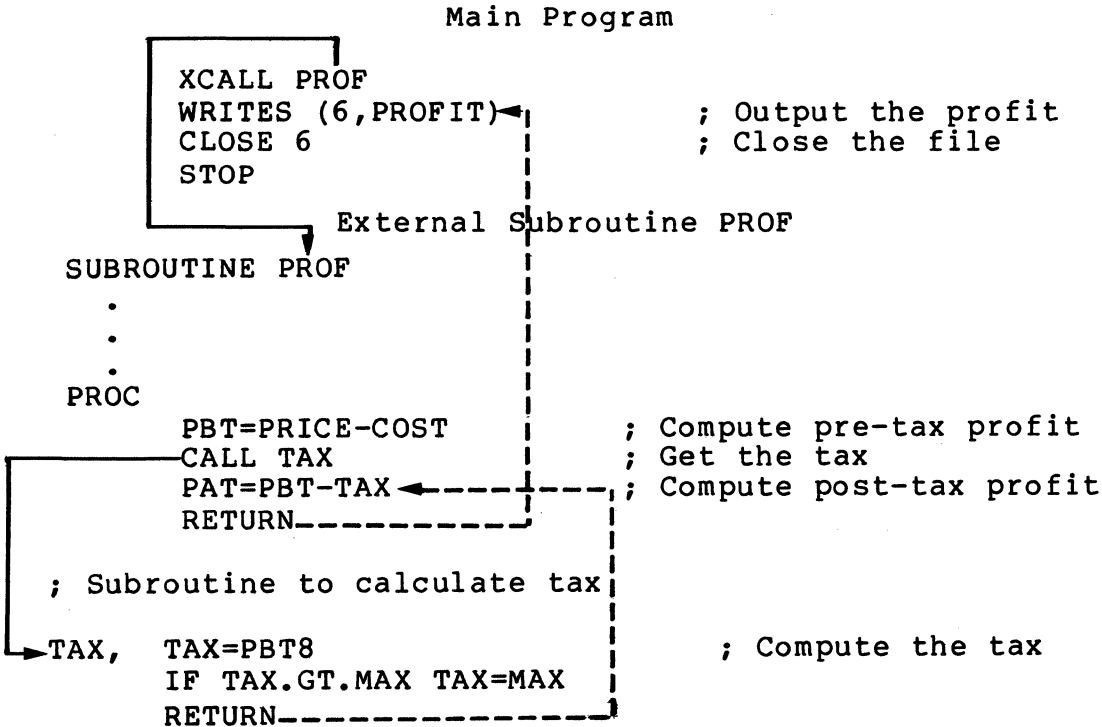 Main Program
XCALL PROF
WRITES (6,PROFIT) ; Output the profit
CLOSE 6 ; Close the file
STOP
External Subroutine PROF
SUBROUTINE PROF
.
.
.
PROC
PBT=PRICE-COST ; Compute pre-tax profit
CALL TAX ; Get the tax
PAT=PBT-TAX ; Compute post-tax profit
RETURN
; Subroutine to calculate tax
TAX, TAX=PBT8 ; Compute the tax
IF TAX.GT.MAX TAX=MAX
RETURN